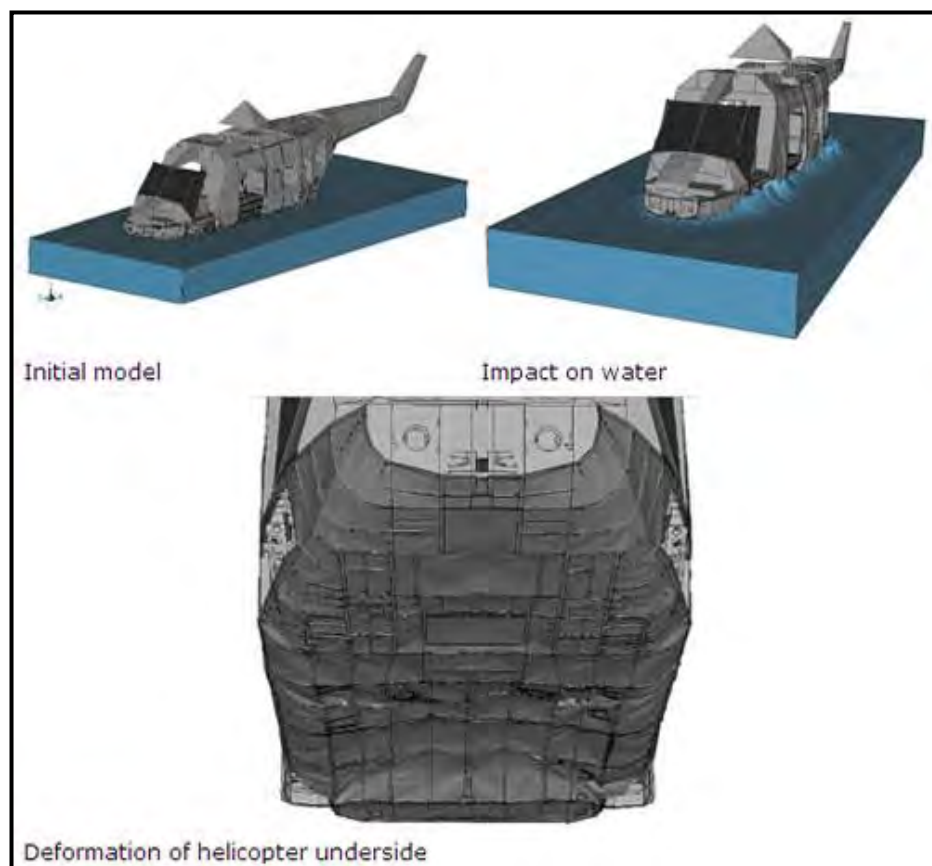 Initial model
Impact on water
Deformation of helicopter underside